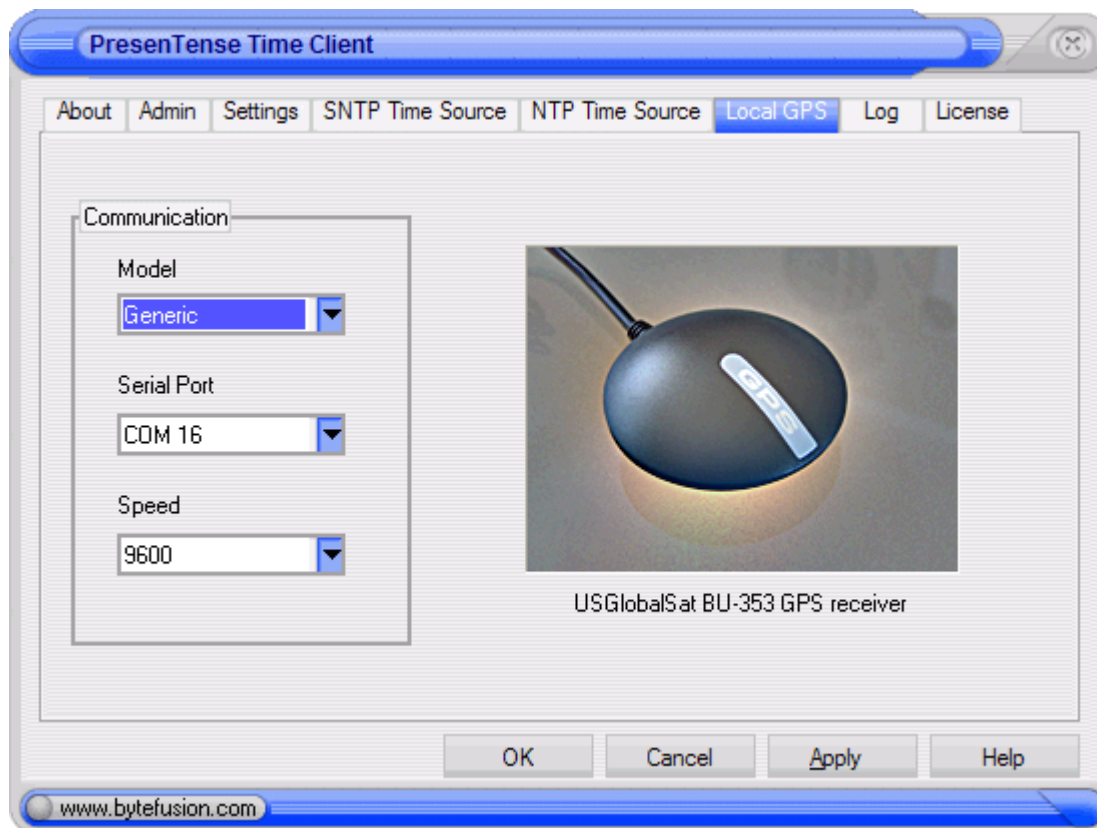 PresenTense Time Client
About Admin Settings SNTP Time Source NTP Time Source Local GPS Log License
Communication
Model
Generic
Serial Port
COM 16
Speed
9600
GPS
USGlobalSat BU-353 GPS receiver
OK Cancel Apply Help
www.bytefusion.com